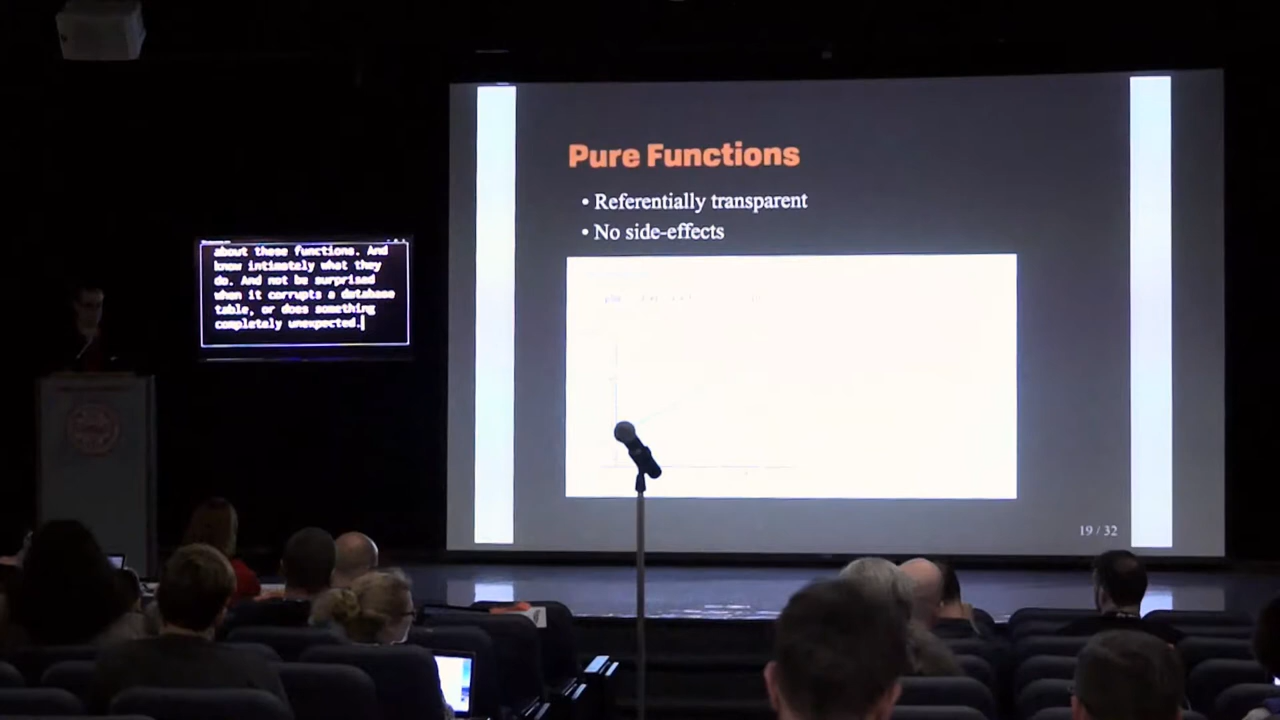 about these functions. And
know intimately what they
do. And not be surprised
when it corrupts a database
table, or does something
completely unexpected.
Pure Functions
• Referentially transparent
• No side-effects
19 / 32